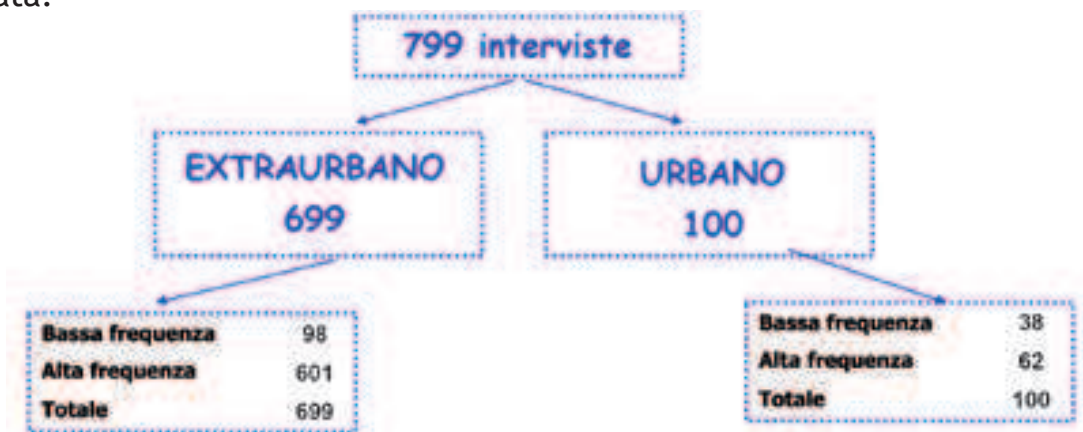 799 interviste
EXTRAURBANO
699
URBANO
100
Bassa frequenza 98
Alta frequenza 601
Totale 699
Bassa frequenza 38
Alta frequenza 62
Totale 100